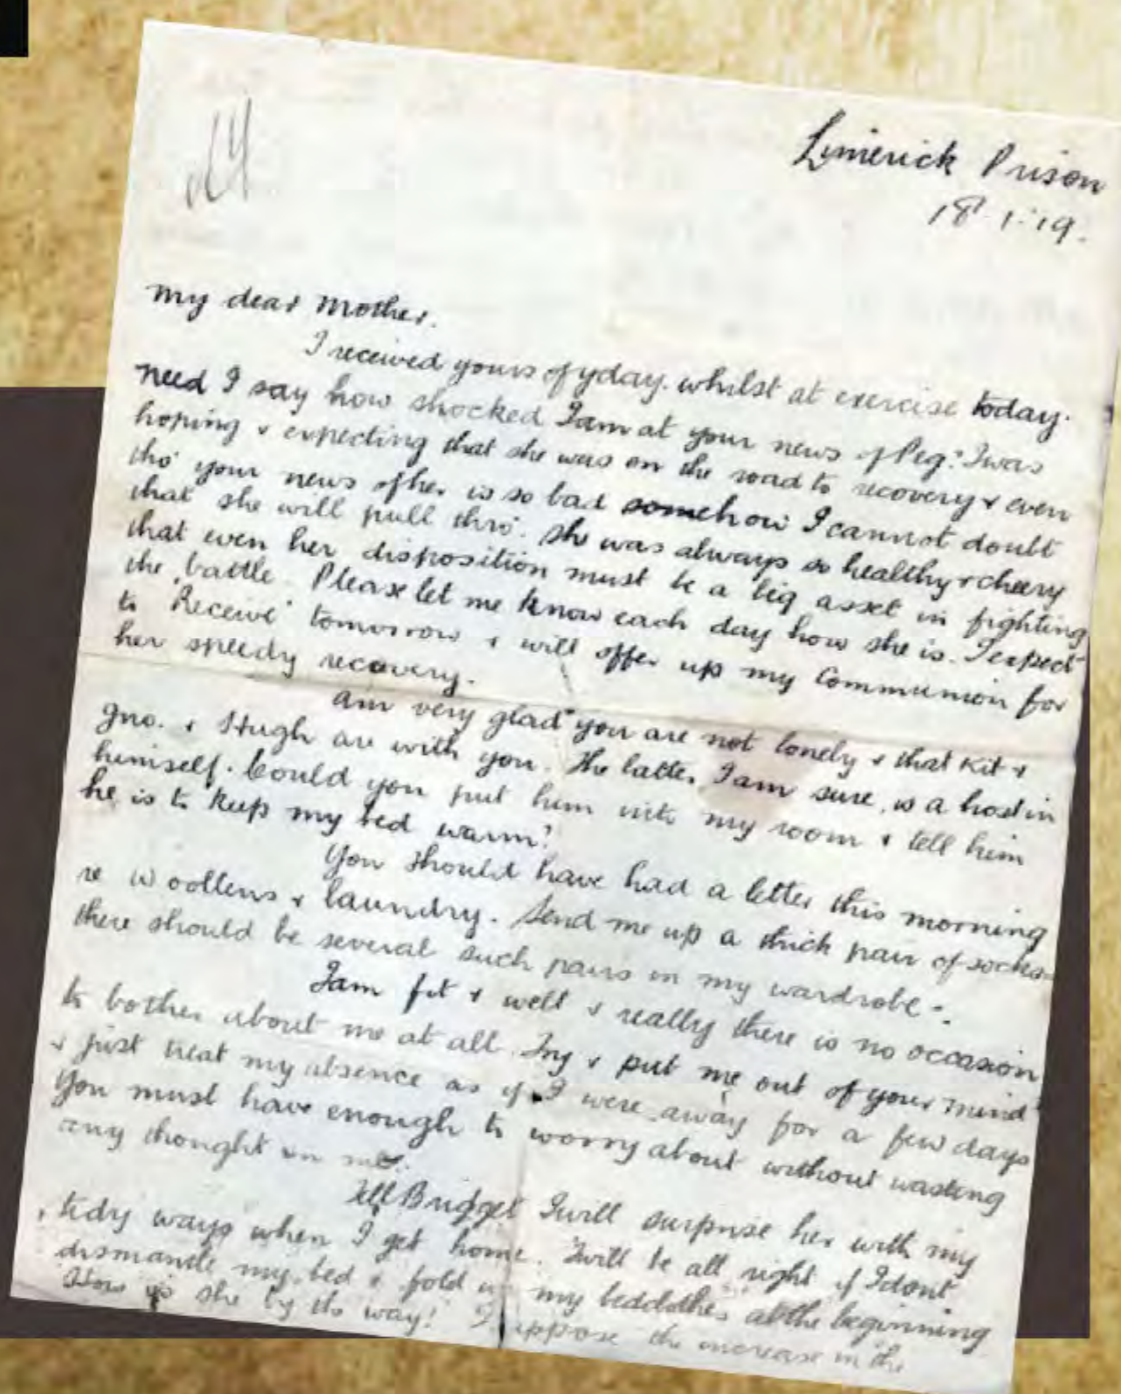 Limerick Prison
18.1.19.
My dear Mother.
I received yours of yday. whilst at exercise today.
Need I say how shocked I am at your news of Peg. I was
hoping & expecting that she was on the road to recovery & even
tho' your news of her is so bad somehow I cannot doubt
that she will pull thro'. She was always so healthy & cheery
that even her disposition must be a big asset in fighting
the battle. Please let me know each day how she is. I expect
to "Receive" tomorrow & will offer up my Communion for
her speedy recovery.
Am very glad you are not lonely & that Kit &
Jno. & Hugh are with you. The latter, I am sure, is a host in
himself. Could you put him into my room & tell him
he is to keep my bed warm?
You should have had a letter this morning
re woollens & laundry. Send me up a thick pair of socks
there should be several such pairs in my wardrobe.
I am fit & well & really there is no occasion
to bother about me at all. Try & put me out of your mind
& just treat my absence as if I were away for a few days
You must have enough to worry about without wasting
any thought on me.
Tell Bridget I will surprise her with my
tidy ways when I get home. Twill be all right if I dont
dismantle my bed & fold up my bedclothes at the beginning
How is she by the way? I suppose the increase in the